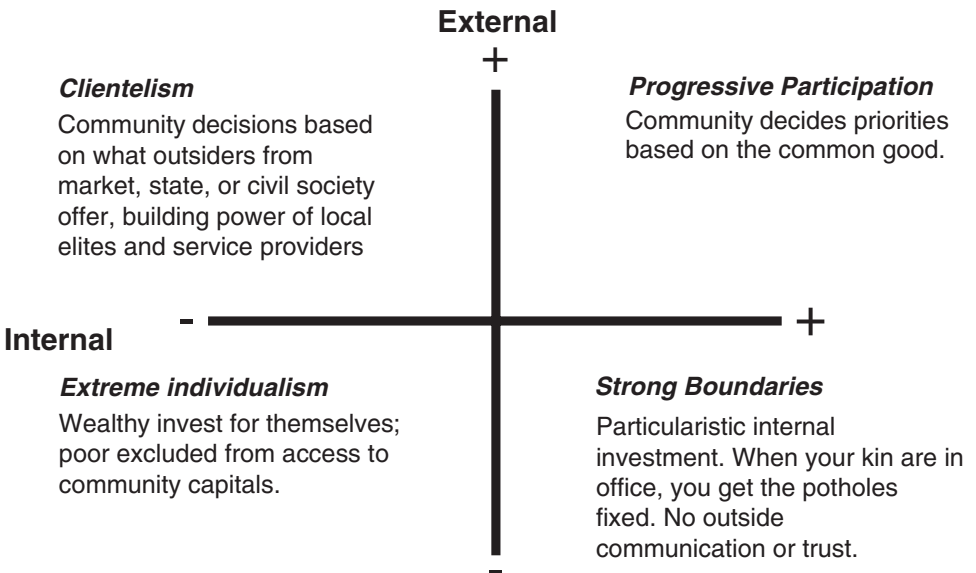 External
+
Clientelism
Community decisions based
on what outsiders from
market, state, or civil society
offer, building power of local
elites and service providers
Progressive Participation
Community decides priorities
based on the common good.
Internal
-
+
Extreme individualism
Wealthy invest for themselves;
poor excluded from access to
community capitals.
Strong Boundaries
Particularistic internal
investment. When your kin are in
office, you get the potholes
fixed. No outside
communication or trust.
-